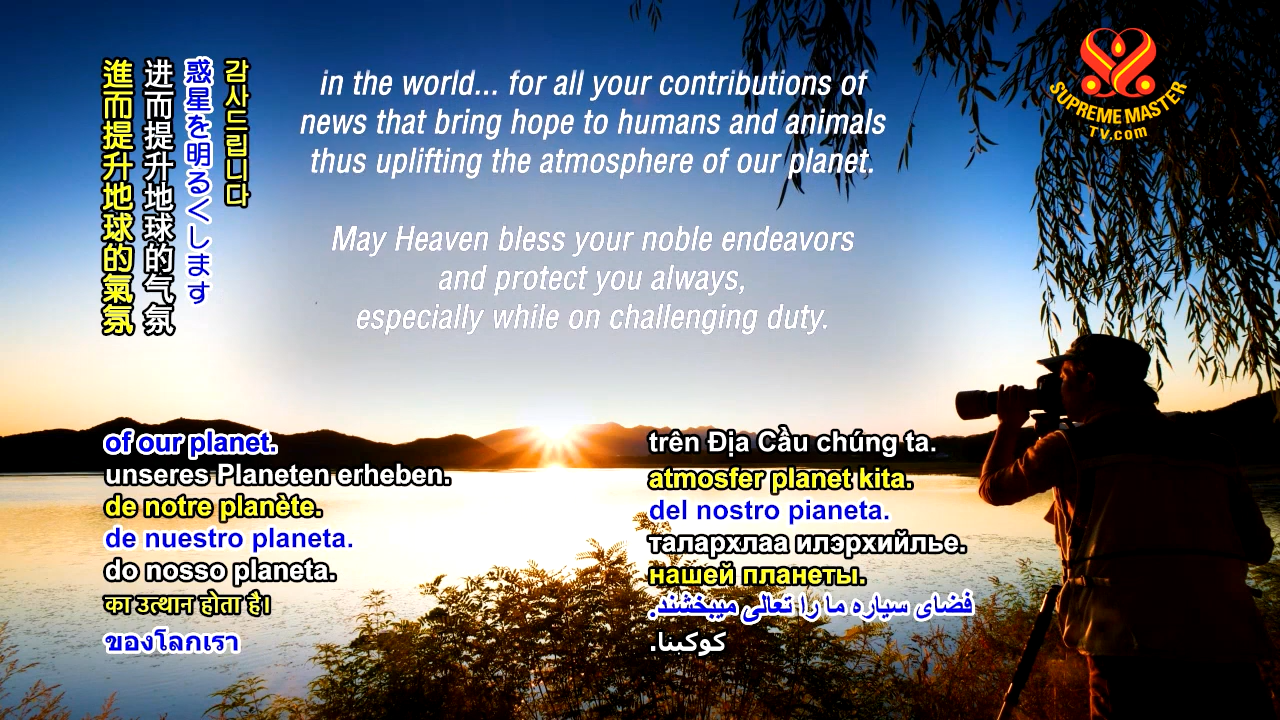 in the world... for all your contributions of
news that bring hope to humans and animals
thus uplifting the atmosphere of our planet.
May Heaven bless your noble endeavors
and protect you always,
especially while on challenging duty.
SUPREME MASTER
TV.com
감사드립니다
惑星を明るくします
进而提升地球的气氛
進而提升地球的氣氛
of our planet.
unseres Planeten erheben.
de notre planète.
de nuestro planeta.
do nosso planeta.
का उत्थान होता है।
ของโลกเรา
trên Địa Cầu chúng ta.
atmosfer planet kita.
del nostro pianeta.
талархлаа илэрхийлье.
нашей планеты.
فضای سیاره ما را تعالی میبخشند.
كوكبنا.